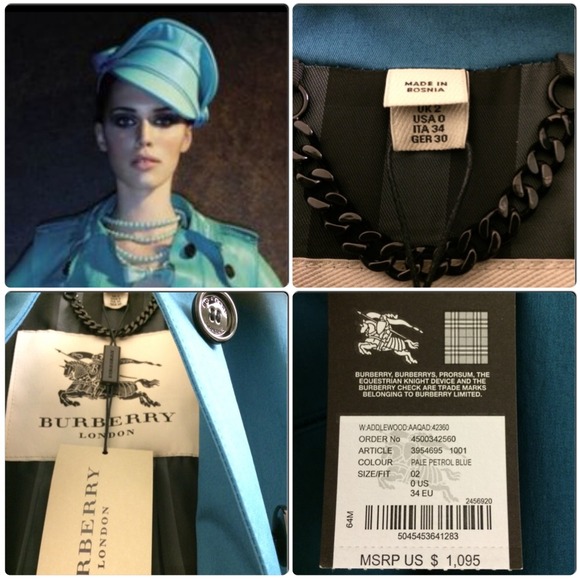 MADE IN
BOSNIA
UK 2
USA 0
ITA 34
GER 30
BURBERRY
LONDON
RBERRY
LONDON
BURBERRY, BURBERRYS, PRORSUM, THE
EQUESTRIAN KNIGHT DEVICE AND THE
BURBERRY CHECK ARE TRADE MARKS
BELONGING TO BURBERRY LIMITED.
W:ADDLEWOOD:AAQAD:42360
ORDER No 4500342560
ARTICLE 3954695 1001
COLOUR PALE PETROL BLUE
SIZE/FIT 02
0 US
34 EU
2456920
64M
5045453641283
MSRP US $ 1,095